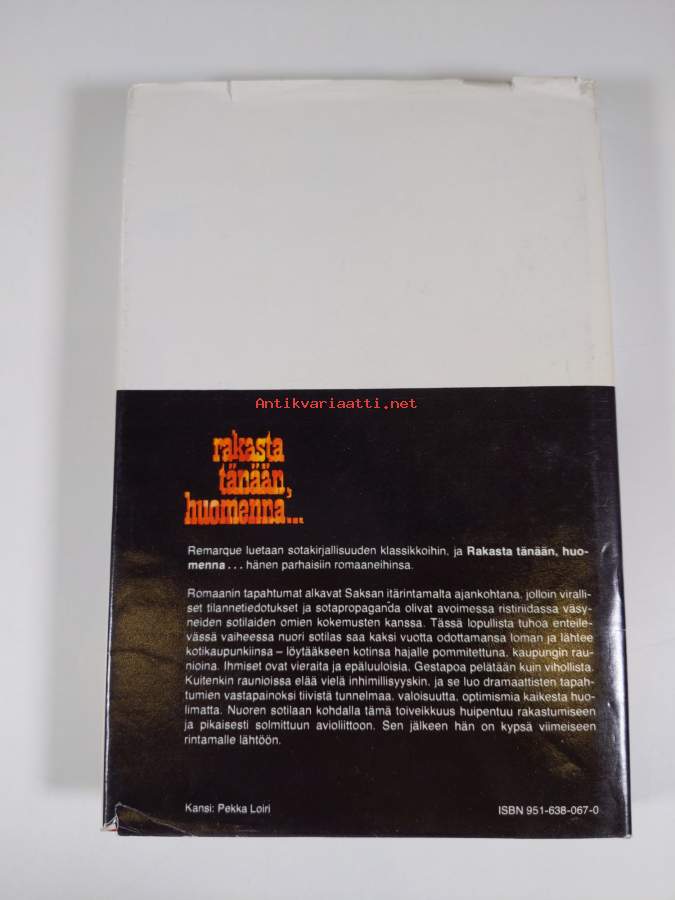 Antikvariaatti.net
rakasta
tänään,
huomenna...
Remarque luetaan sotakirjallisuuden klassikkoihin, ja Rakasta tänään, huo-
menna... hänen parhaisiin romaaneihinsa.
Romaanin tapahtumat alkavat Saksan itärintamalta ajankohtana, jolloin viralli-
set tilannetiedotukset ja sotapropaganda olivat avoimessa ristiriidassa väsy-
neiden sotilaiden omien kokemusten kanssa. Tässä lopullista tuhoa enteile-
vässä vaiheessa nuori sotilas saa kaksi vuotta odottamansa loman ja lähtee
kotikaupunkiinsa – löytääkseen kotinsa hajalle pommitettuna, kaupungin rau-
nioina. Ihmiset ovat vieraita ja epäluuloisia. Gestapoa pelätään kuin vihollista.
Kuitenkin raunioissa elää vielä inhimillisyyskin, ja se luo dramaattisten tapah-
tumien vastapainoksi tiivistä tunnelmaa, valoisuutta, optimismia kaikesta huo-
limatta. Nuoren sotilaan kohdalla tämä toiveikkuus huipentuu rakastumiseen
ja pikaisesti solmittuun avioliittoon. Sen jälkeen hän on kypsä viimeiseen
rintamalle lähtöön.
Kansi: Pekka Loiri
ISBN 951-638-067-0